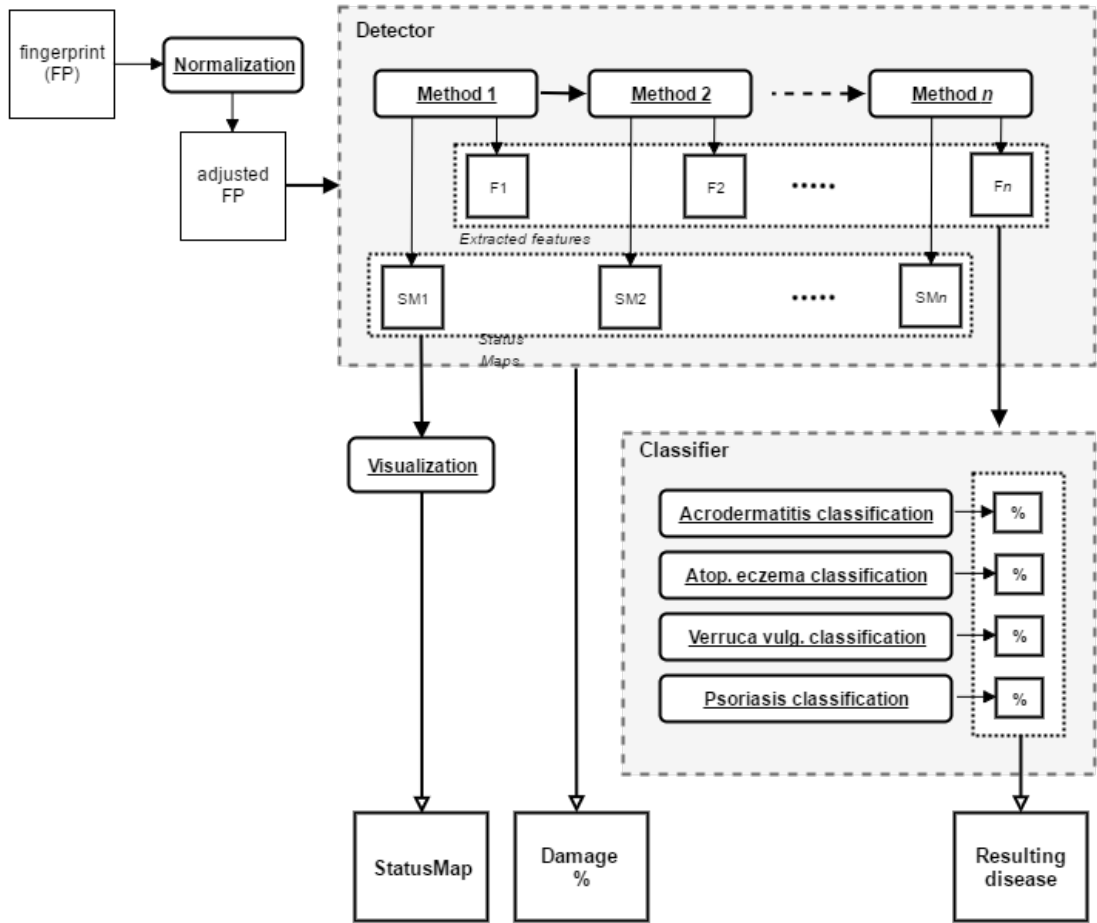 fingerprint
(FP)
Normalization
adjusted
FP
Detector
Method 1
Method 2
Method n
F1
F2
.....
Fn
Extracted features
SM1
SM2
.....
SMn
Status
Maps
Visualization
Classifier
Acrodermatitis classification
%
Atop. eczema classification
%
Verruca vulg. classification
%
Psoriasis classification
%
StatusMap
Damage
%
Resulting
disease